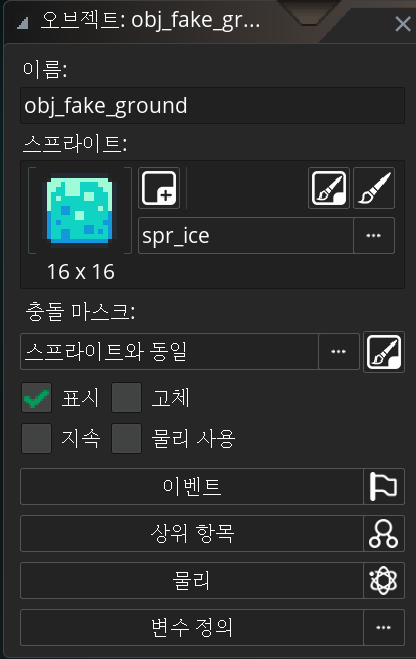 오브젝트: obj_fake_gr...
이름:
obj_fake_ground
스프라이트:
spr_ice
...
16 x 16
충돌 마스크:
스프라이트와 동일
...
표시 고체
지속 물리 사용
이벤트
상위 항목
물리
변수 정의
...